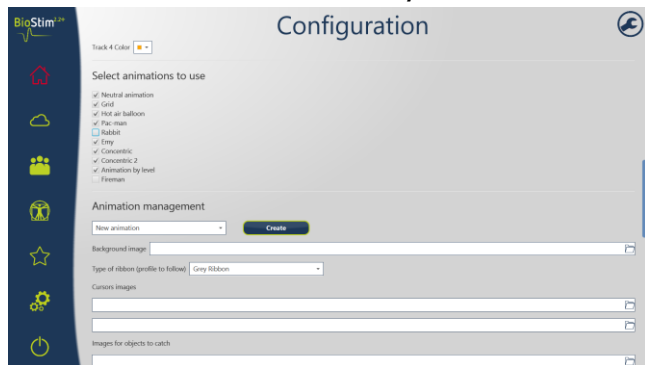 BioStim 2.2+
Configuration
Track 4 Color
Select animations to use
Neutral animation
Grid
Hot air balloon
Pac-man
Rabbit
Emy
Concentric
Concentric 2
Animation by level
Fireman
Animation management
New animation
Create
Background image
Type of ribbon (profile to follow) Grey Ribbon
Cursors images
Images for objects to catch